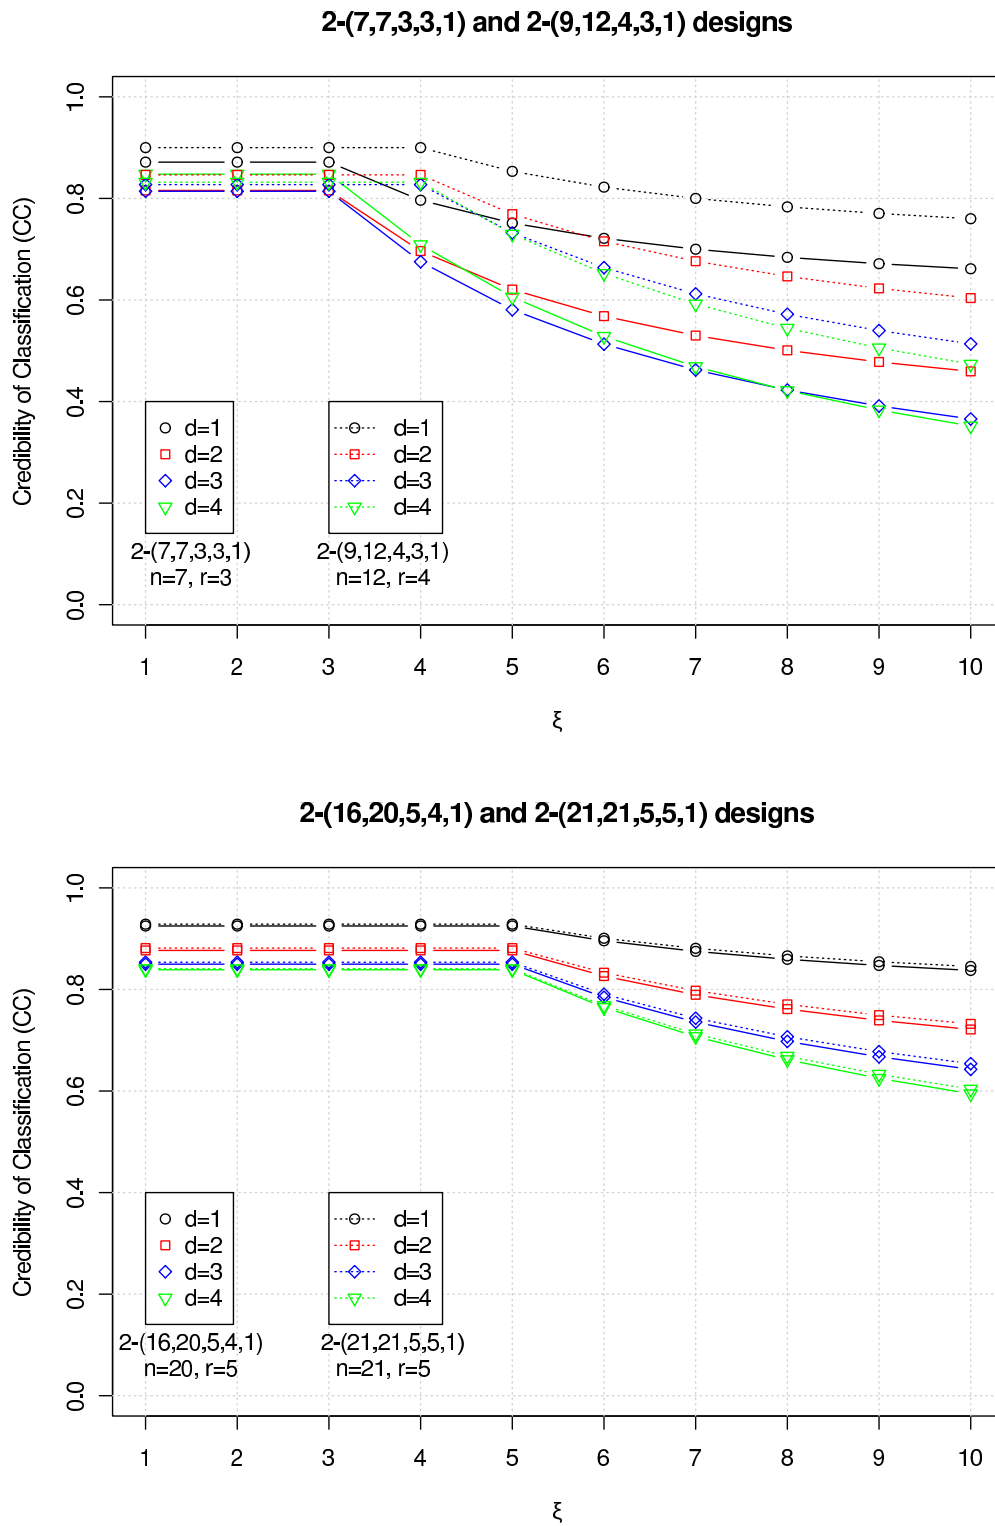 2-(7,7,3,3,1) and 2-(9,12,4,3,1) designs
Credibility of Classification (CC)
1.0
0.8
0.6
0.4
0.2
0.0
d=1
d=2
d=3
d=4
2-(7,7,3,3,1)
n=7, r=3
d=1
d=2
d=3
d=4
2-(9,12,4,3,1)
n=12, r=4
1 2 3 4 5 6 7 8 9 10
ξ
2-(16,20,5,4,1) and 2-(21,21,5,5,1) designs
Credibility of Classification (CC)
1.0
0.8
0.6
0.4
0.2
0.0
d=1
d=2
d=3
d=4
2-(16,20,5,4,1)
n=20, r=5
d=1
d=2
d=3
d=4
2-(21,21,5,5,1)
n=21, r=5
1 2 3 4 5 6 7 8 9 10
ξ